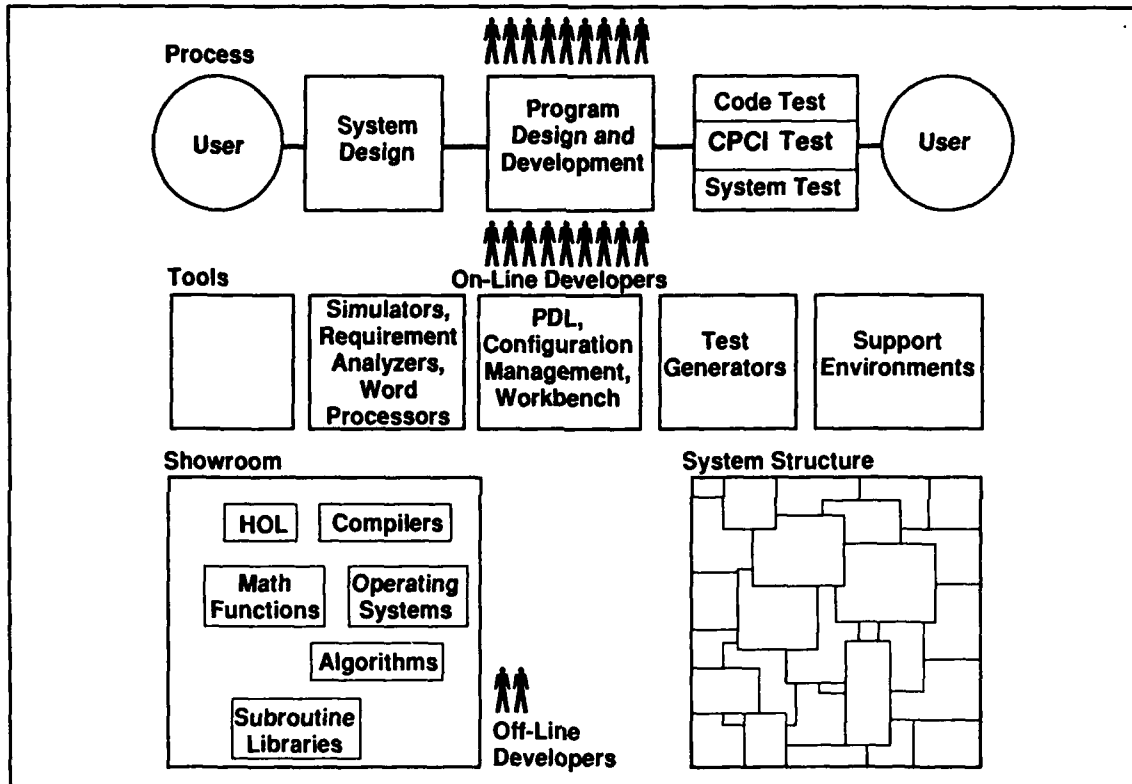 Process
User
System
Design
Program
Design and
Development
Code Test
CPCI Test
System Test
User
On-Line Developers
Tools
Simulators,
Requirement
Analyzers,
Word
Processors
PDL,
Configuration
Management,
Workbench
Test
Generators
Support
Environments
Showroom
HOL
Compilers
Math
Functions
Operating
Systems
Algorithms
Subroutine
Libraries
Off-Line
Developers
System Structure